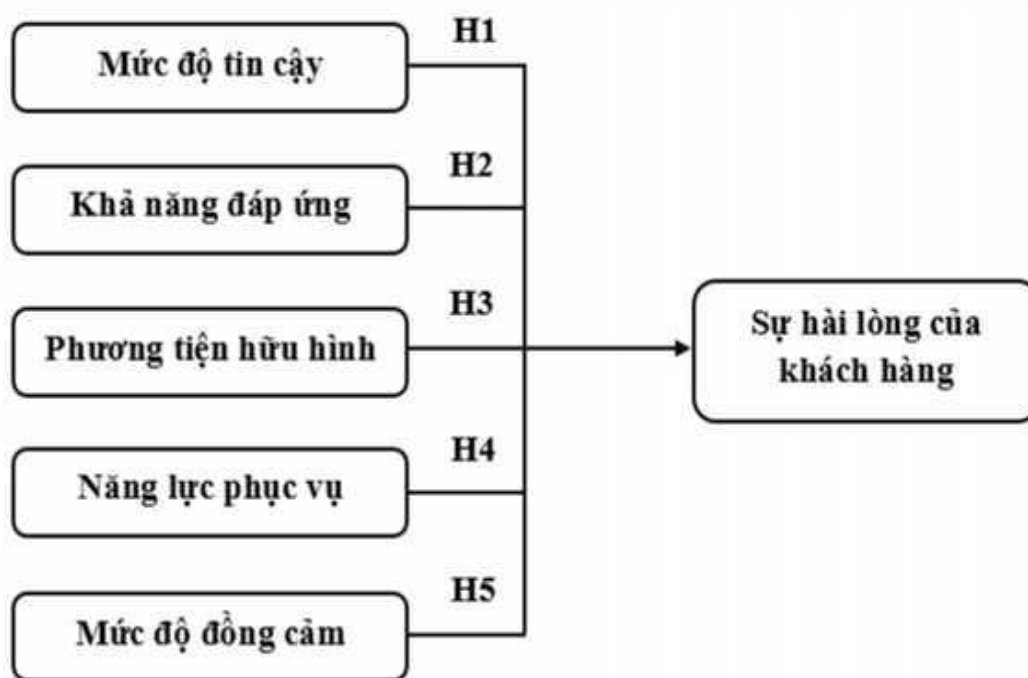 H1
Mức độ tin cậy
H2
Khả năng đáp ứng
H3
Phương tiện hữu hình
Sự hài lòng của
khách hàng
H4
Năng lực phục vụ
H5
Mức độ đồng cảm